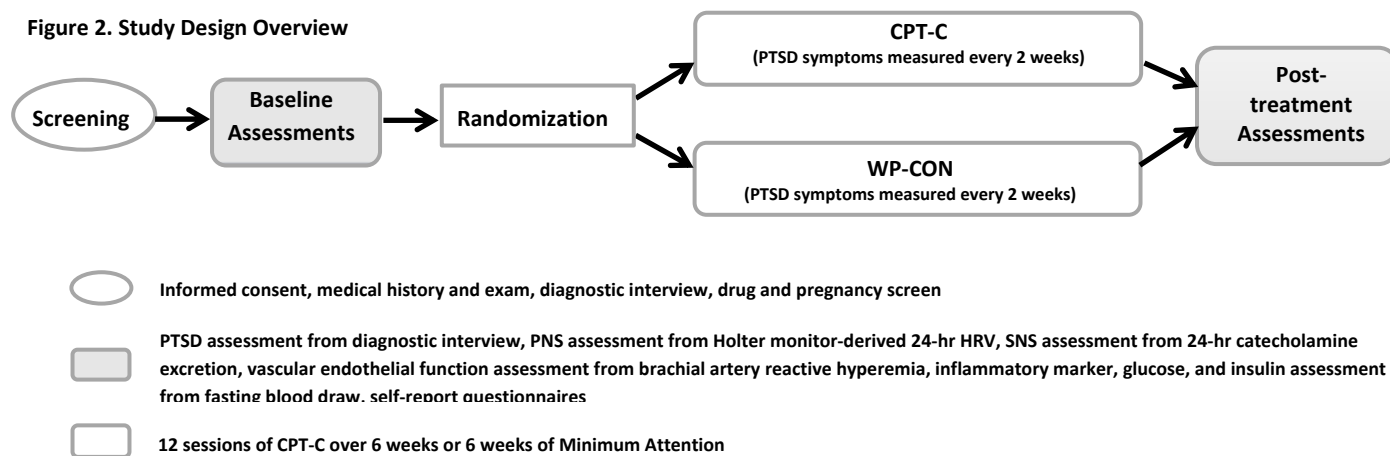 Figure 2. Study Design Overview
Screening
Baseline
Assessments
Randomization
CPT-C
(PTSD symptoms measured every 2 weeks)
WP-CON
(PTSD symptoms measured every 2 weeks)
Post-
treatment
Assessments
Informed consent, medical history and exam, diagnostic interview, drug and pregnancy screen
PTSD assessment from diagnostic interview, PNS assessment from Holter monitor-derived 24-hr HRV, SNS assessment from 24-hr catecholamine
excretion, vascular endothelial function assessment from brachial artery reactive hyperemia, inflammatory marker, glucose, and insulin assessment
from fasting blood draw, self-report questionnaires
12 sessions of CPT-C over 6 weeks or 6 weeks of Minimum Attention